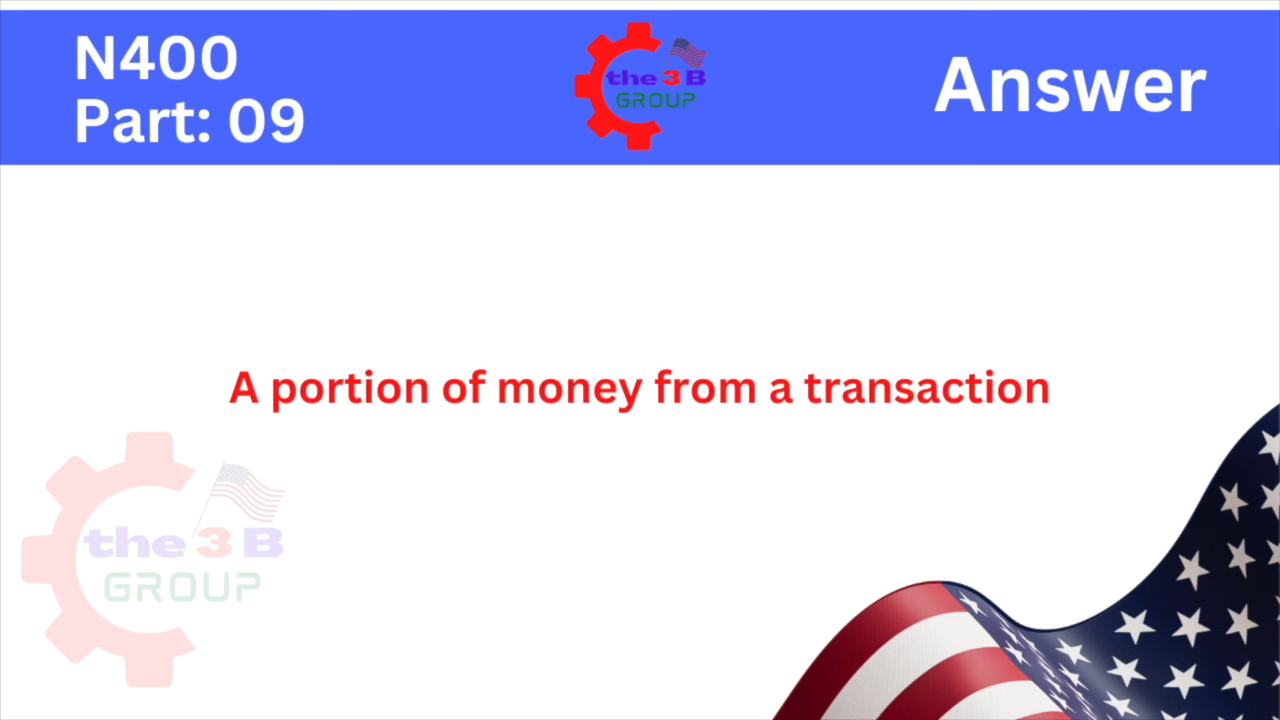 N400
Part: 09
the 3 B
GROUP
Answer
A portion of money from a transaction
the 3 B
GROUP